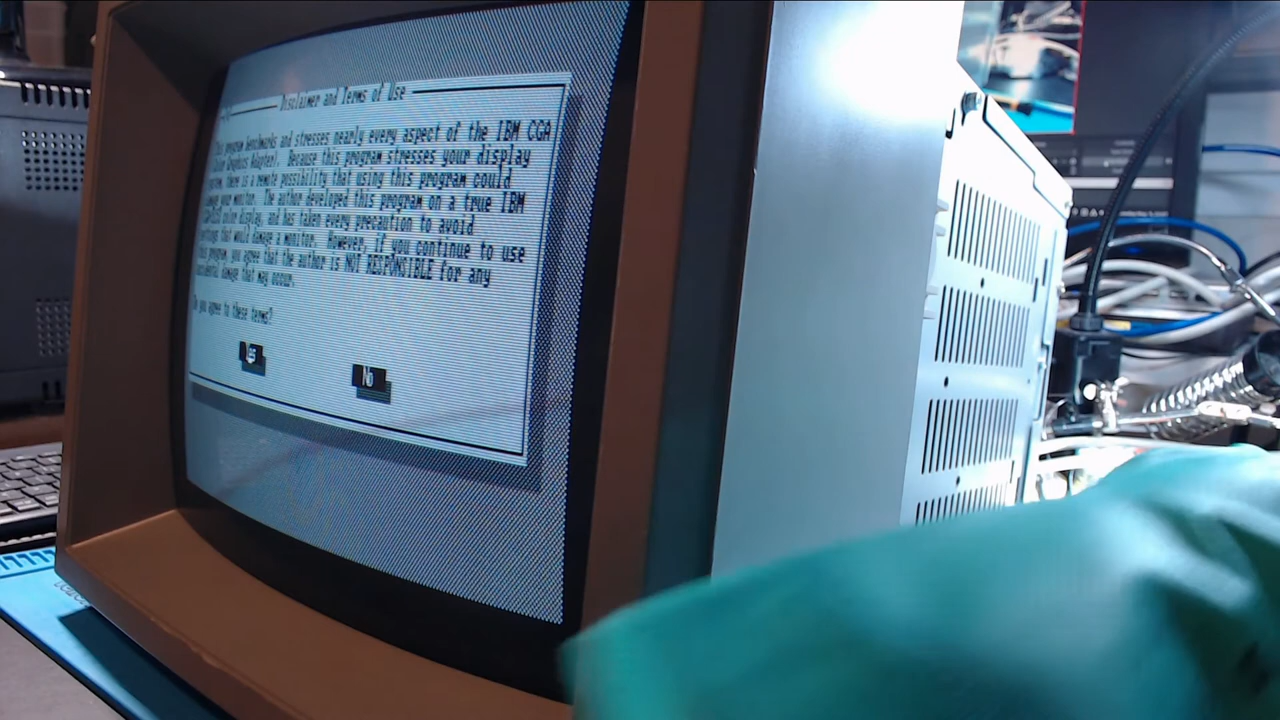 Disclaimer and Terms of Use
program benchmarks and stresses nearly every aspect of the IBM CGA
Graphics Adapter). Because this program stresses your display
there is a remote possibility that using this program could
your monitor. The author developed this program on a true IBM
color display, and has taken every precaution to avoid
that would damage a monitor. However, if you continue to use
this program, you agree that the author is NOT RESPONSIBLE for any
damage that may occur.
Do you agree to these terms?
Yes No